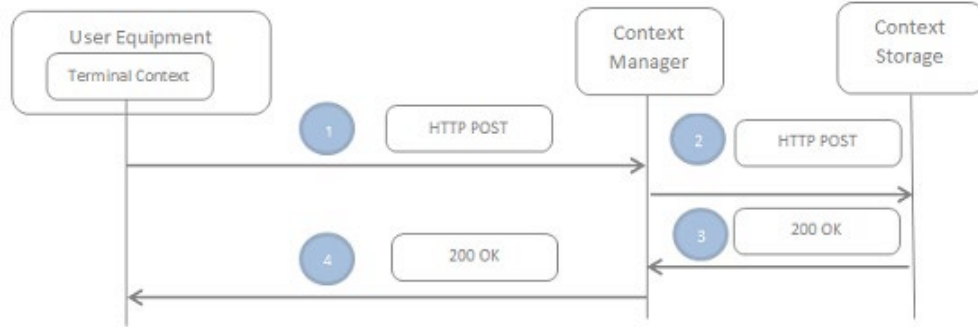 User Equipment
Terminal Context
Context
Manager
Context
Storage
1
HTTP POST
2
HTTP POST
3
200 OK
4
200 OK